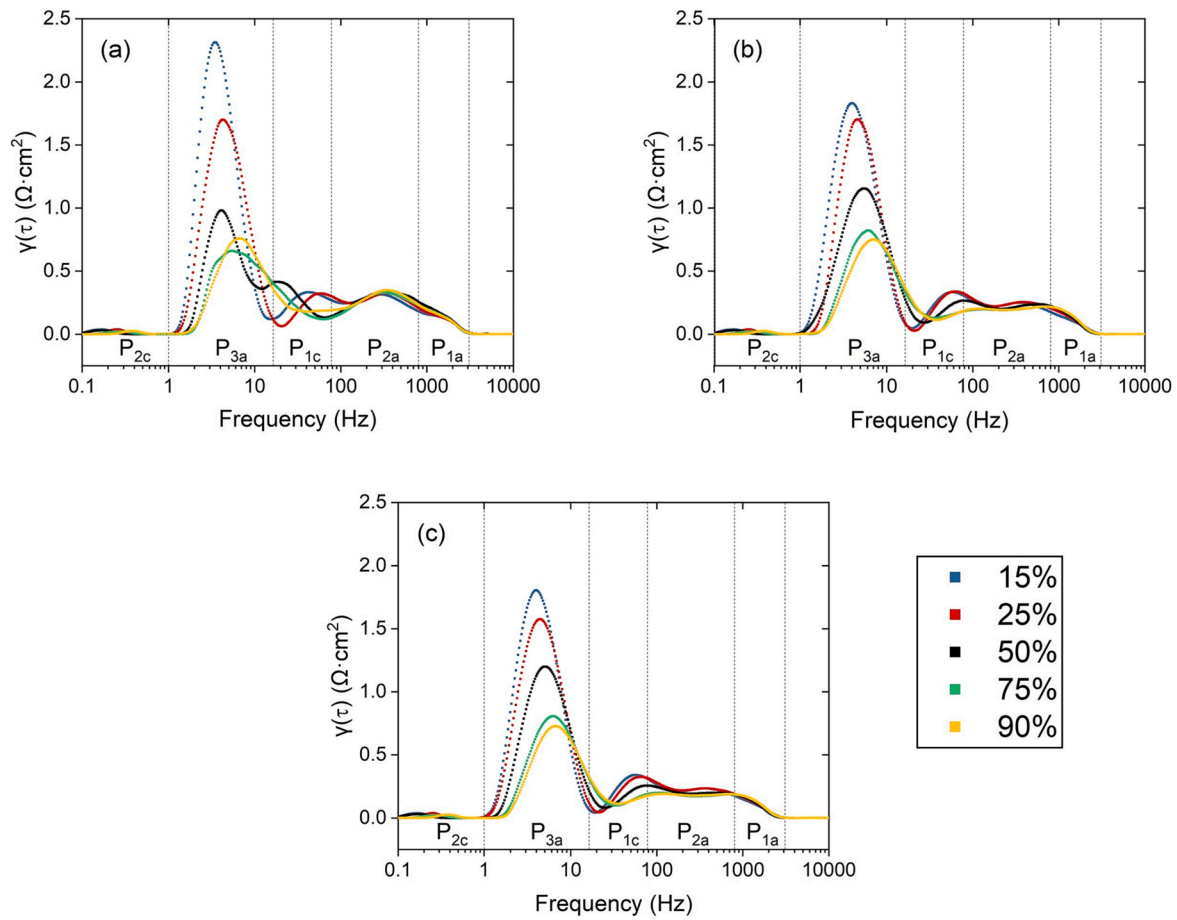 (a)
2.5
2.0
1.5
1.0
0.5
0.0
γ(τ) (Ω·cm²)
P2c P3a P1c P2a P1a
0.1 1 10 100 1000 10000
Frequency (Hz)
(b)
2.5
2.0
1.5
1.0
0.5
0.0
γ(τ) (Ω·cm²)
P2c P3a P1c P2a P1a
0.1 1 10 100 1000 10000
Frequency (Hz)
(c)
2.5
2.0
1.5
1.0
0.5
0.0
γ(τ) (Ω·cm²)
P2c P3a P1c P2a P1a
0.1 1 10 100 1000 10000
Frequency (Hz)
15%
25%
50%
75%
90%